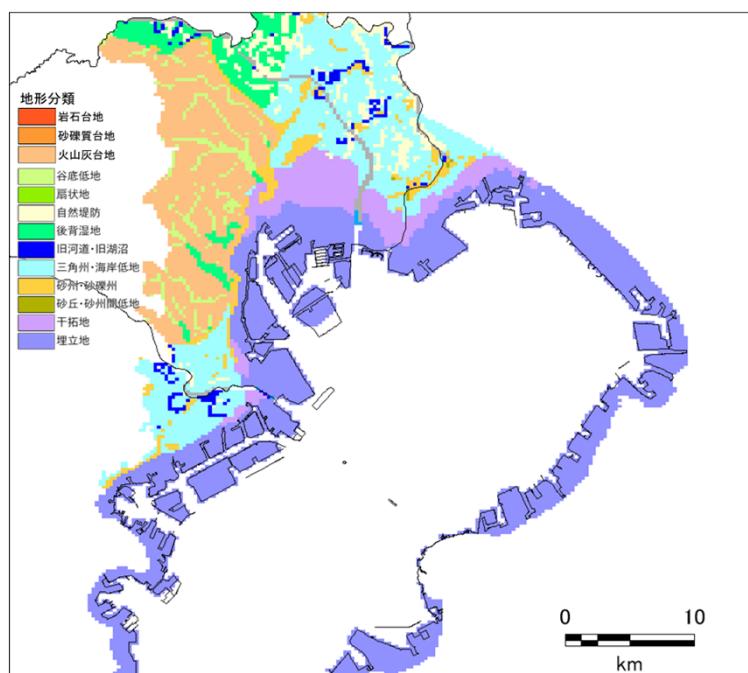 地形分類
岩石台地
砂礫質台地
火山灰台地
谷底低地
扇状地
自然堤防
後背湿地
旧河道・旧湖沼
三角州・海岸低地
砂州・砂礫州
砂丘・砂州間低地
干拓地
埋立地
0 10
km